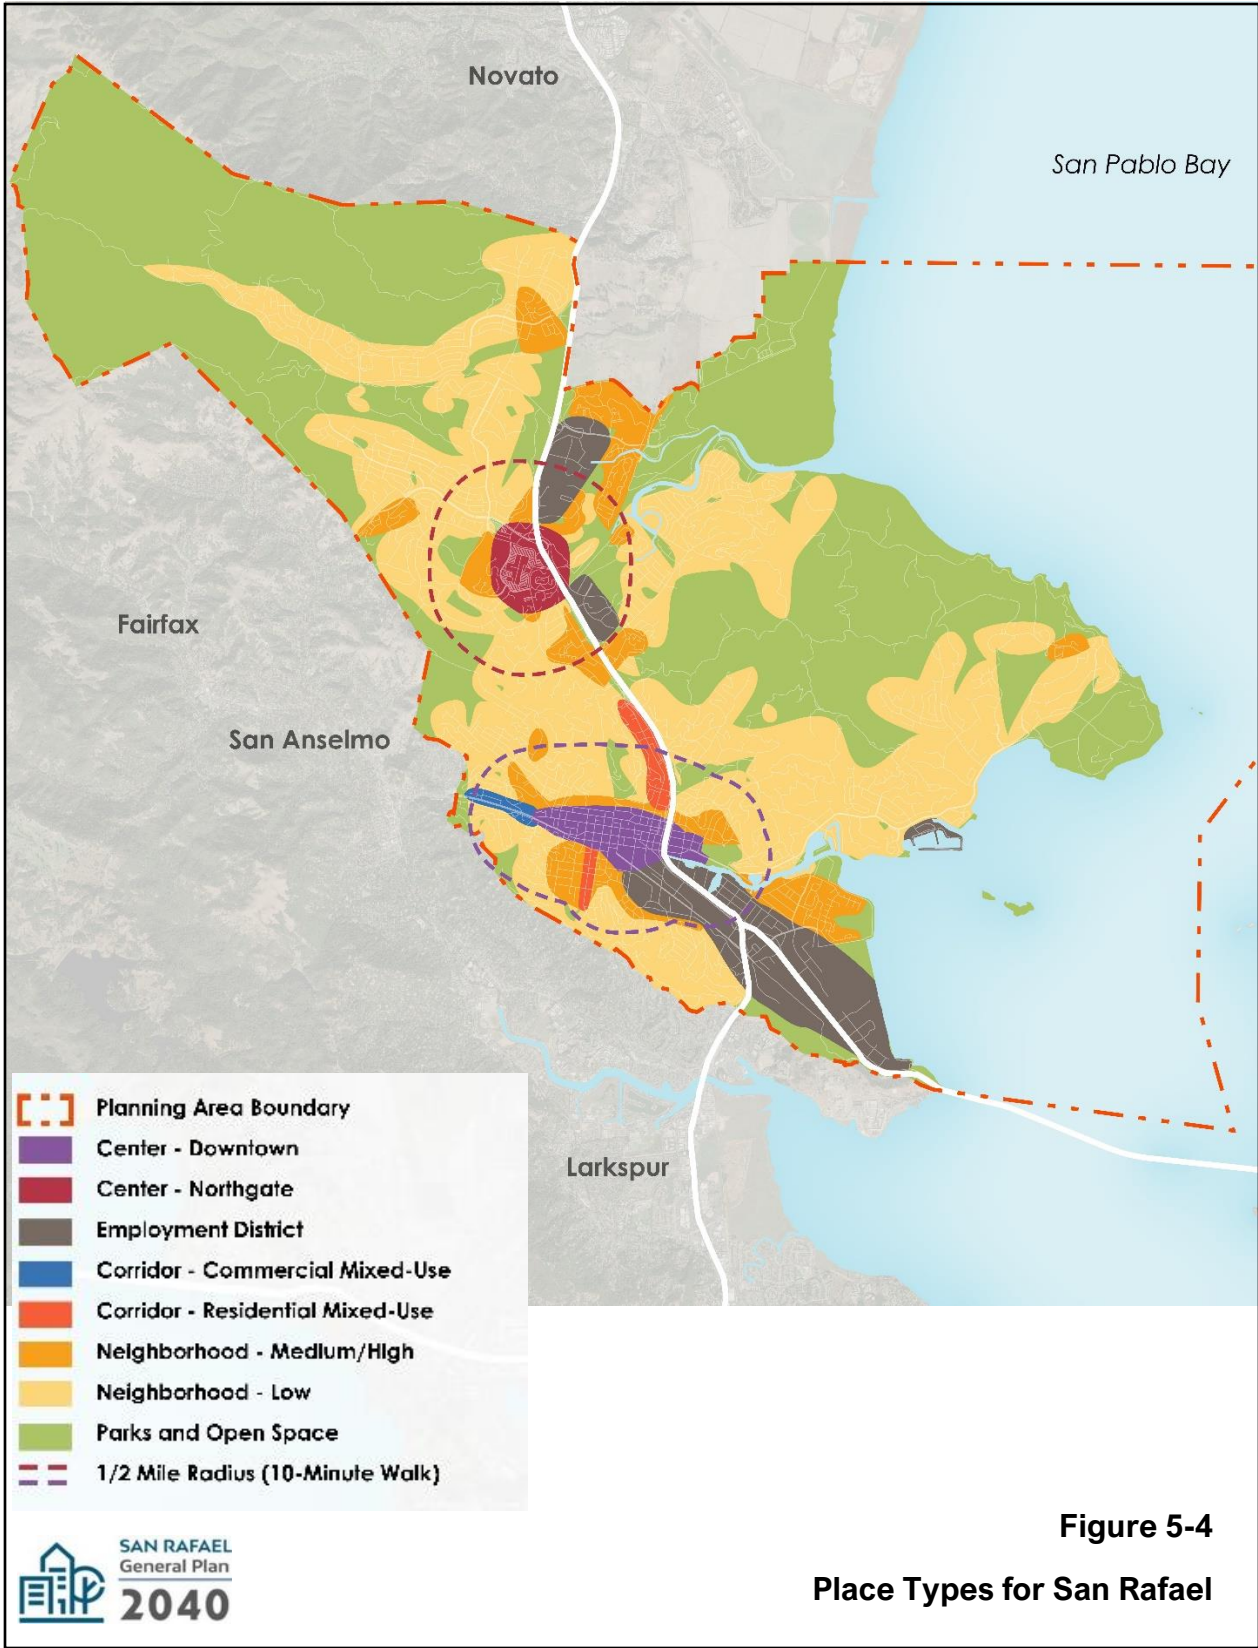 Novato
San Pablo Bay
Fairfax
San Anselmo
Larkspur
Planning Area Boundary
Center - Downtown
Center - Northgate
Employment District
Corridor - Commercial Mixed-Use
Corridor - Residential Mixed-Use
Neighborhood - Medium/High
Neighborhood - Low
Parks and Open Space
1/2 Mile Radius (10-Minute Walk)
SAN RAFAEL
General Plan
2040
Figure 5-4
Place Types for San Rafael